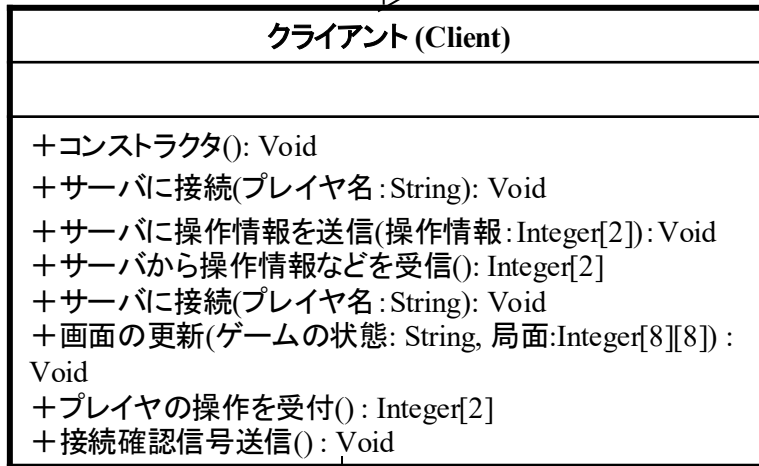 クライアント (Client)
＋コンストラクタ(): Void
＋サーバに接続(プレイヤ名:String): Void
＋サーバに操作情報を送信(操作情報:Integer[2]):Void
＋サーバから操作情報などを受信(): Integer[2]
＋サーバに接続(プレイヤ名:String): Void
＋画面の更新(ゲームの状態: String, 局面:Integer[8][8]) :
Void
＋プレイヤの操作を受付() : Integer[2]
＋接続確認信号送信() : Void